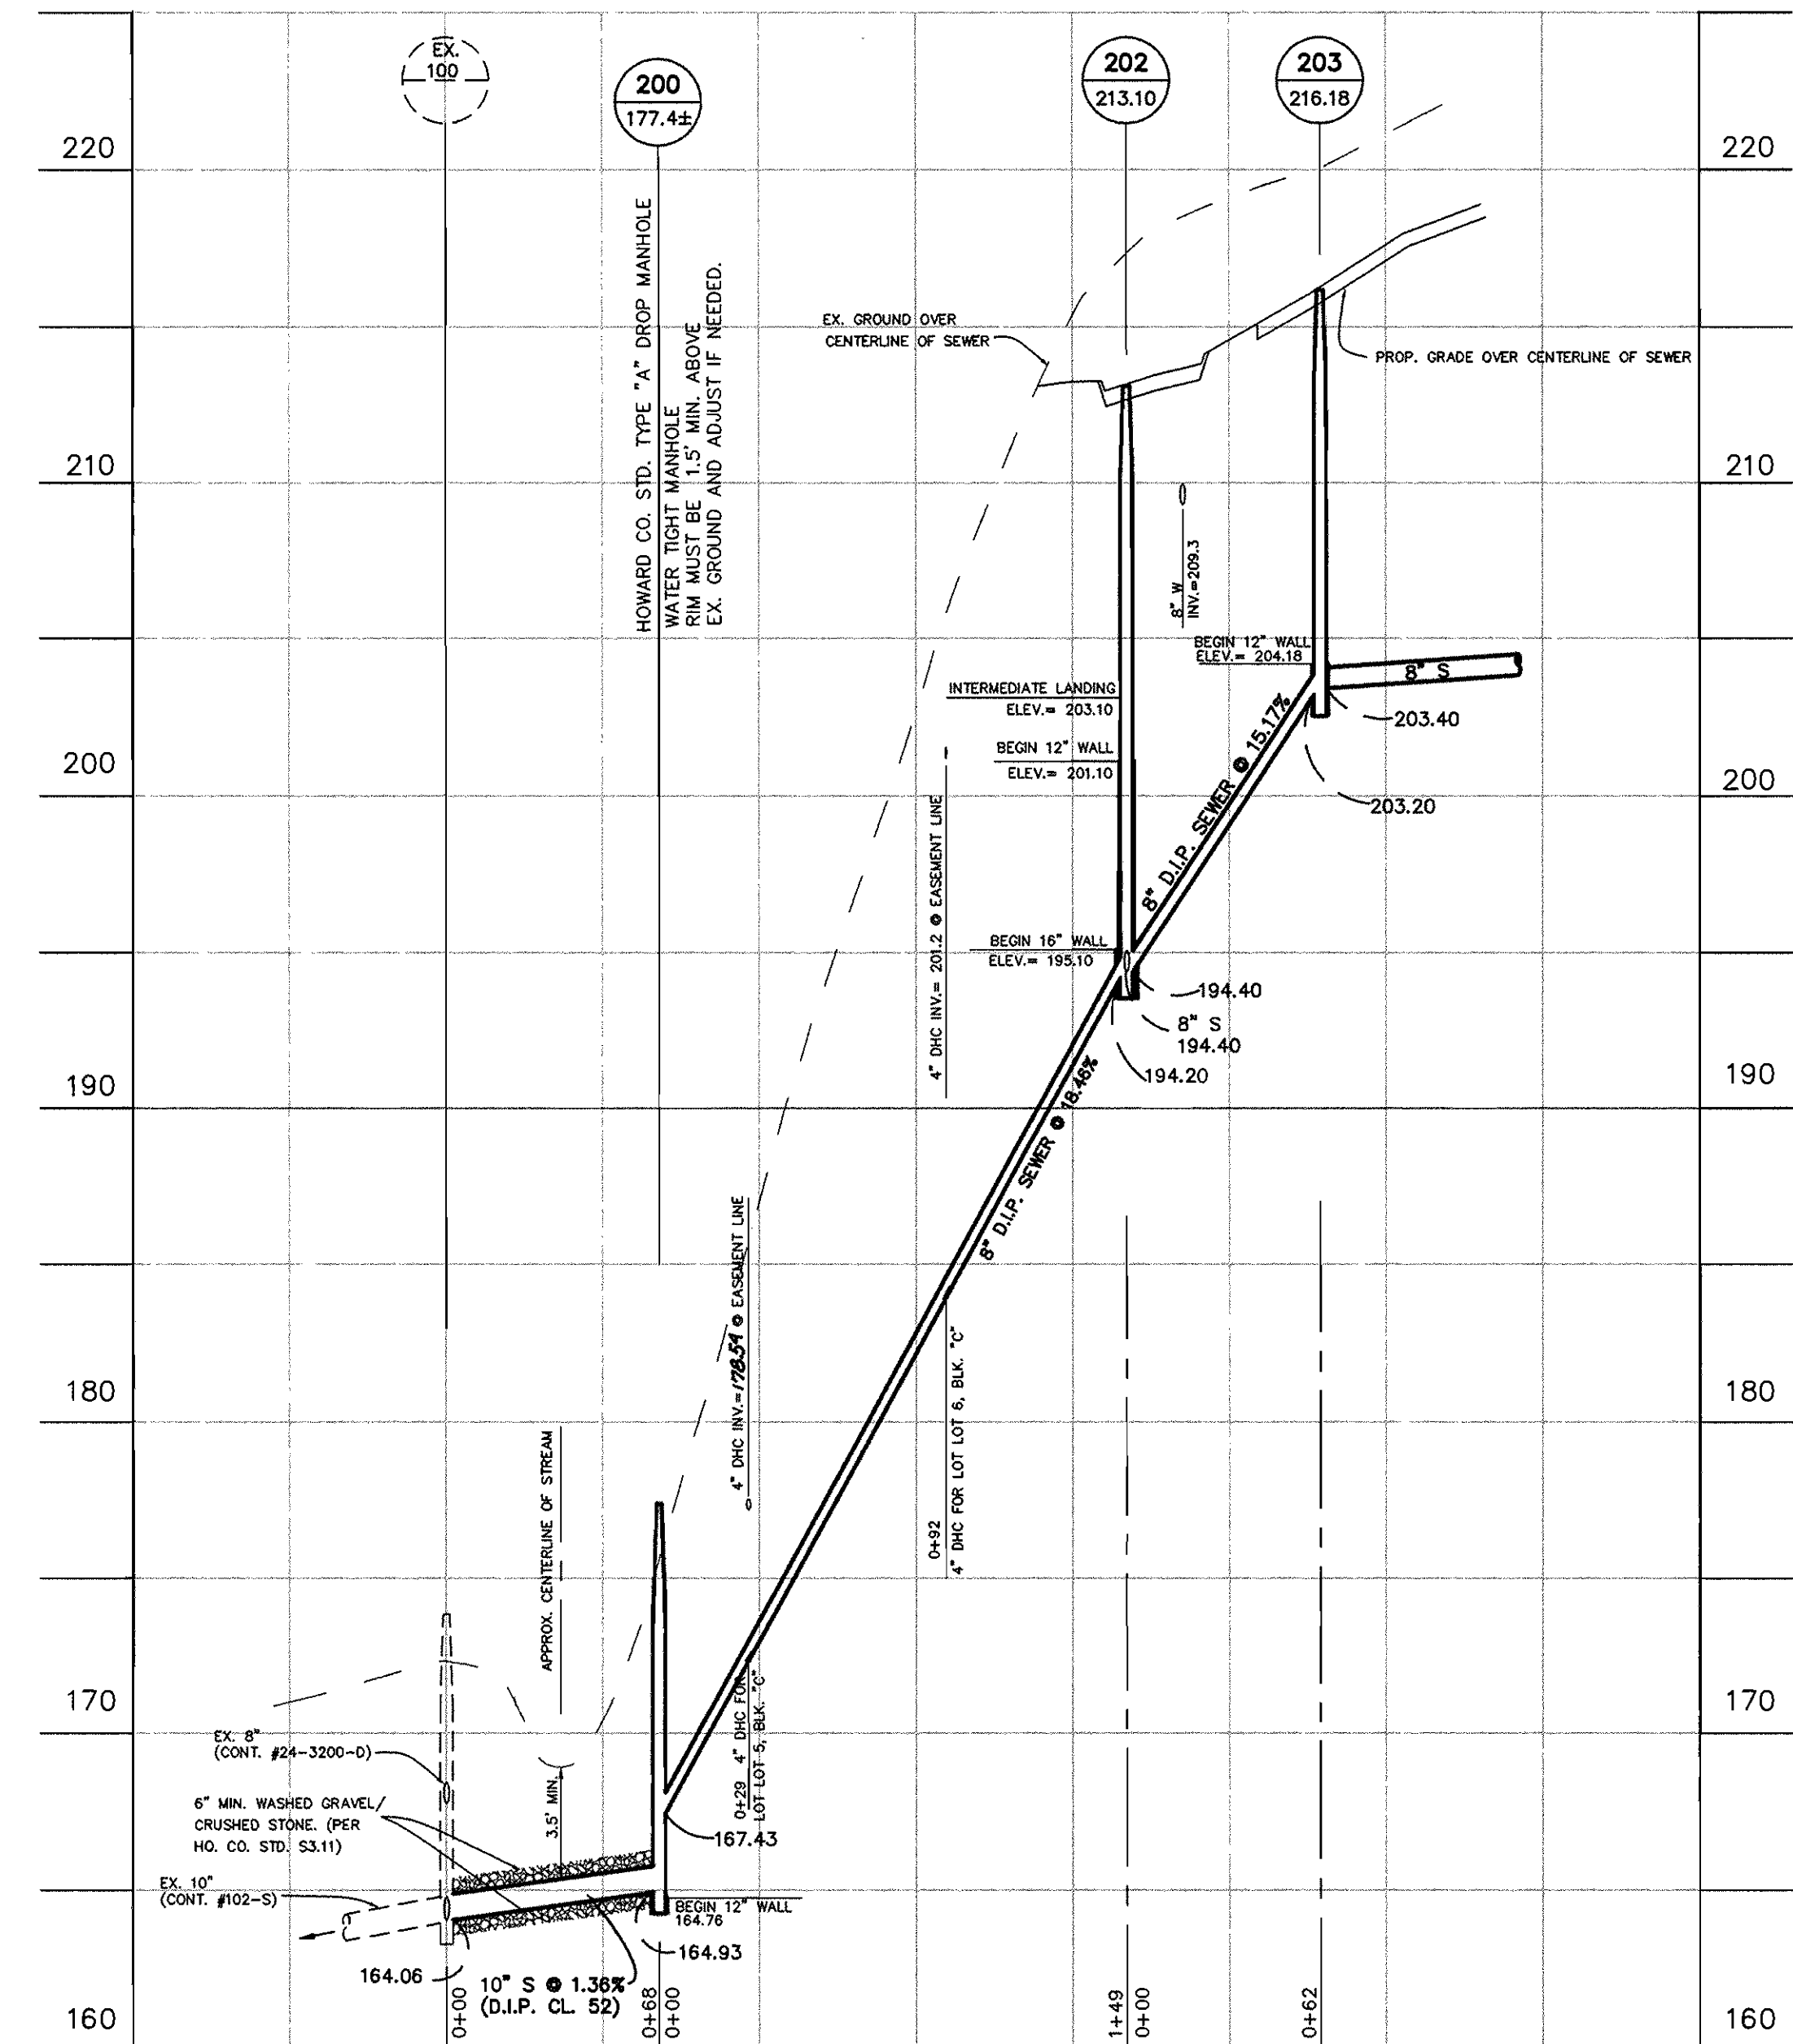 EX.
100
200
177.4±
202
213.10
203
216.18
220
220
HOWARD CO. STD. TYPE "A" DROP MANHOLE
WATER TIGHT MANHOLE
RIM MUST BE 1.5' MIN. ABOVE
EX. GROUND AND ADJUST IF NEEDED.
EX. GROUND OVER
CENTERLINE OF SEWER
PROP. GRADE OVER CENTERLINE OF SEWER
210
210
8" W
INV.=209.3
BEGIN 12" WALL
ELEV.= 204.18
8" S
INTERMEDIATE LANDING
ELEV.= 203.10
203.40
BEGIN 12" WALL
ELEV.= 201.10
200
200
203.20
8" D.I.P. SEWER @ 15.17%
4" DHC INV.= 201.2 @ EASEMENT LINE
BEGIN 16" WALL
ELEV.= 195.10
194.40
8" S
194.40
194.20
190
190
8" D.I.P. SEWER @ 18.46%
4" DHC INV.=178.54 @ EASEMENT LINE
180
180
0+92
4" DHC FOR LOT LOT 6, BLK. "C"
APPROX. CENTERLINE OF STREAM
170
170
0+29 4" DHC FOR
LOT LOT 5, BLK. "C"
EX. 8"
(CONT. #24-3200-D)
3.5' MIN.
6" MIN. WASHED GRAVEL/
CRUSHED STONE. (PER
HO. CO. STD. S3.11)
167.43
EX. 10"
(CONT. #102-S)
BEGIN 12" WALL
164.76
164.93
164.06
10" S @ 1.36%
(D.I.P. CL. 52)
160
160
0+00
0+68
0+00
1+49
0+00
0+62